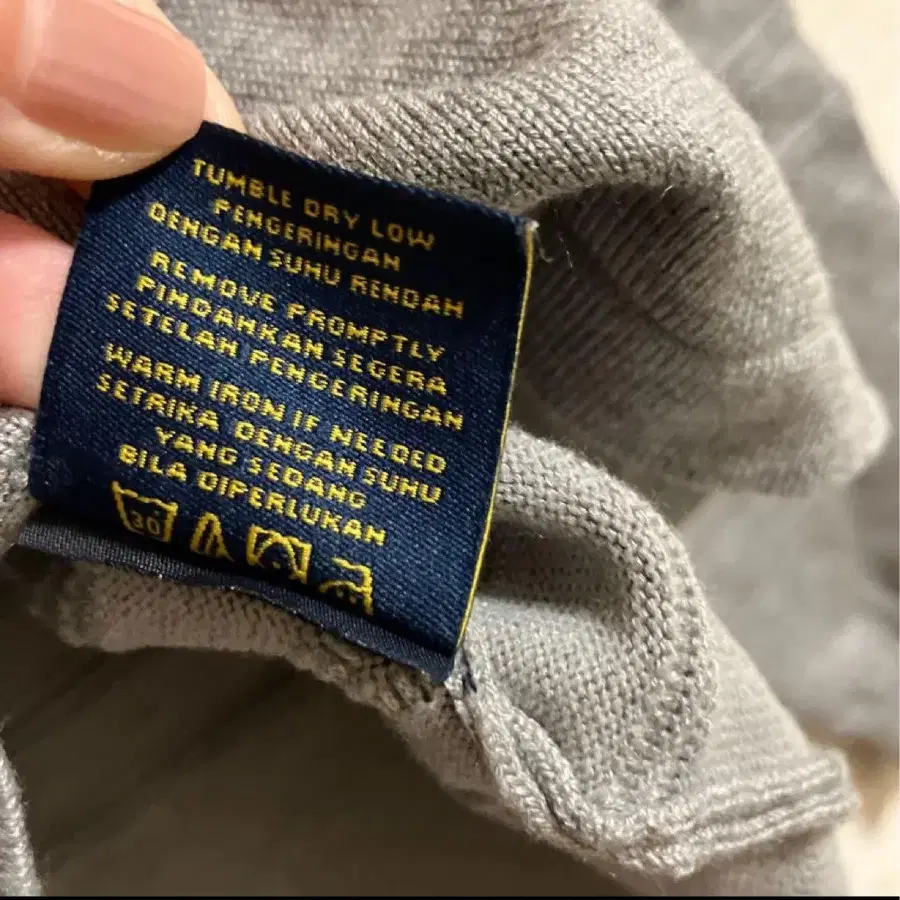 TUMBLE DRY LOW
PENGERINGAN
DENGAN SUHU RENDAH
REMOVE PROMPTLY
PINDAHKAN SEGERA
SETELAH PENGERINGAN
WARM IRON IF NEEDED
SETRIKA DENGAN SUHU
YANG SEDANG
BILA DIPERLUKAN
30